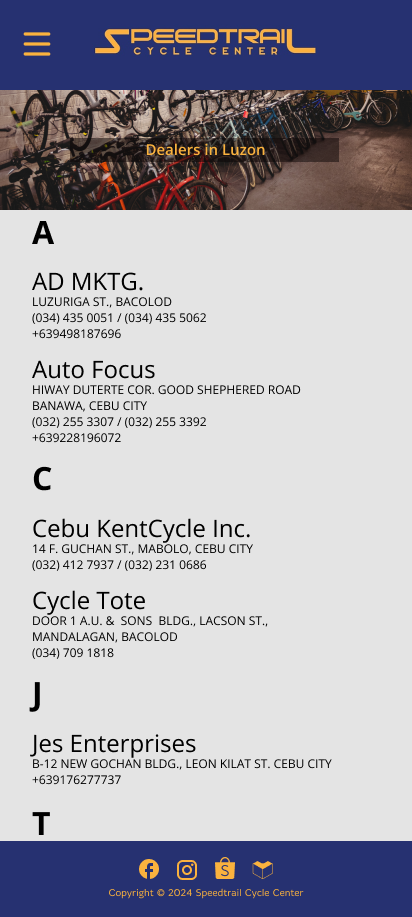 SPEEDTRAIL
CYCLE CENTER
Dealers in Luzon
A
AD MKTG.
LUZURIGA ST., BACOLOD
(034) 435 0051 / (034) 435 5062
+639498187696
Auto Focus
HIWAY DUTERTE COR. GOOD SHEPHERED ROAD
BANAWA, CEBU CITY
(032) 255 3307 / (032) 255 3392
+639228196072
C
Cebu KentCycle Inc.
14 F. GUCHAN ST., MABOLO, CEBU CITY
(032) 412 7937 / (032) 231 0686
Cycle Tote
DOOR 1 A.U. & SONS BLDG., LACSON ST.,
MANDALAGAN, BACOLOD
(034) 709 1818
J
Jes Enterprises
B-12 NEW GOCHAN BLDG., LEON KILAT ST. CEBU CITY
+639176277737
T
Copyright © 2024 Speedtrail Cycle Center